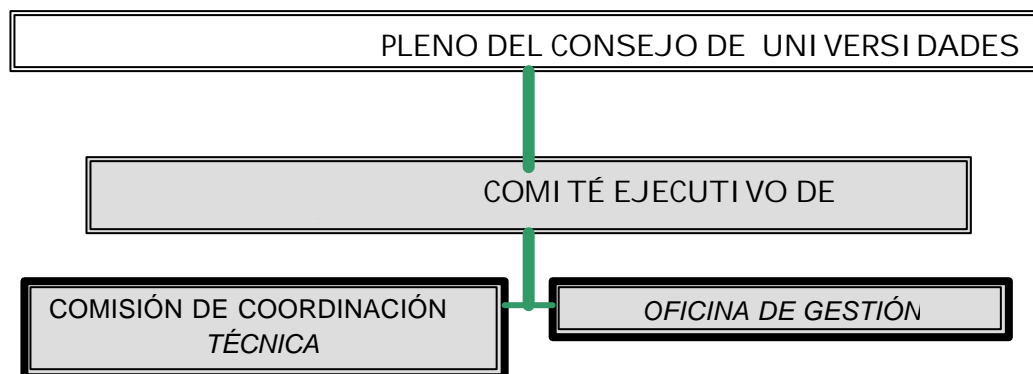 PLENO DEL CONSEJO DE UNIVERSIDADES
COMITÉ EJECUTIVO DE
COMISIÓN DE COORDINACIÓN
TÉCNICA
OFICINA DE GESTIÓN